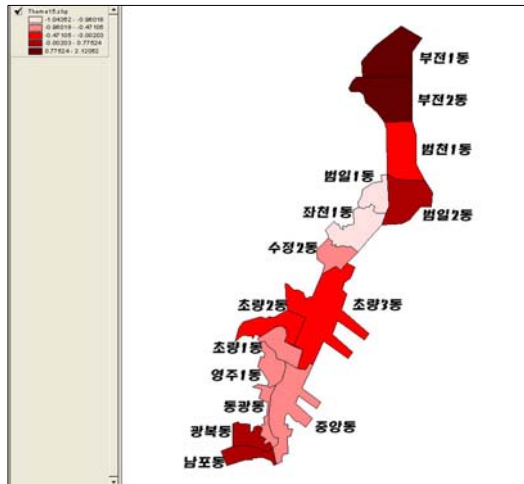 Theme15.shp
-1.04352 - -0.96018
-0.96018 - -0.47105
-0.47105 - -0.00203
-0.00203 - 0.77524
0.77524 - 2.12052
부전1동
부전2동
범천1동
범일1동
좌천1동
범일2동
수정2동
초량2동
초량3동
초량1동
영주1동
동광동
중앙동
광복동
남포동